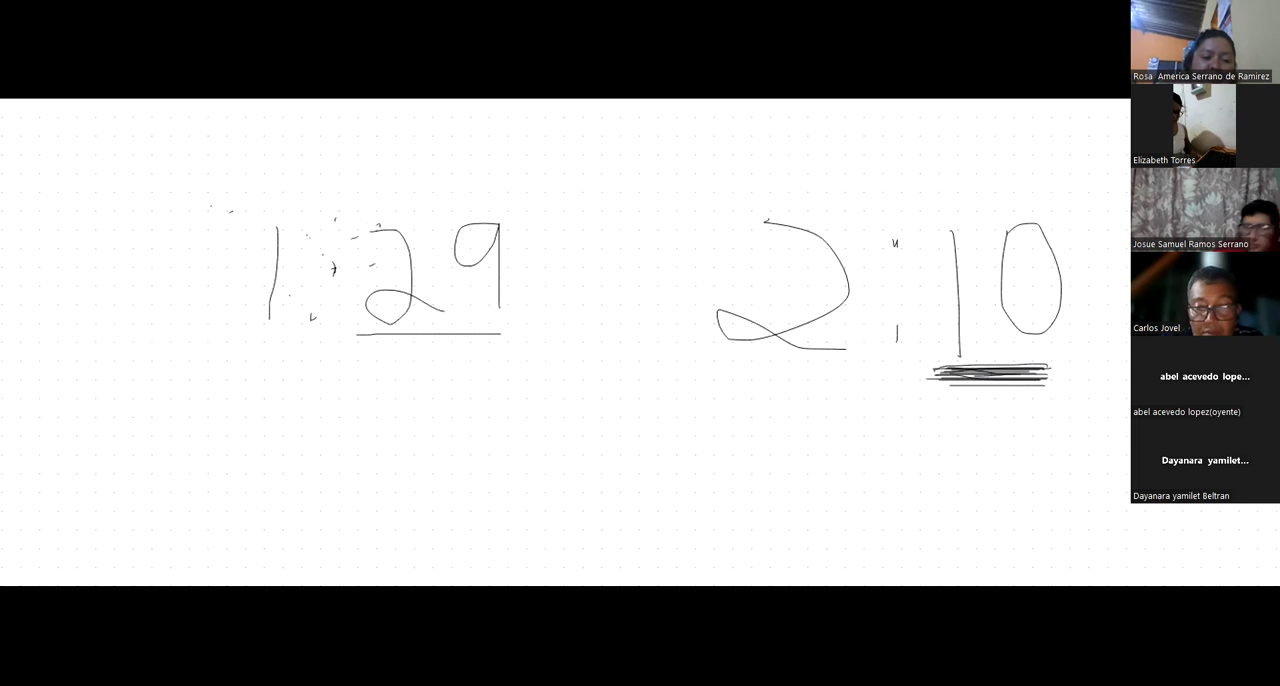 1:29 2:10
Rosa America Serrano de Ramirez
Elizabeth Torres
Josue Samuel Ramos Serrano
Carlos Jovel
abel acevedo lope...
abel acevedo lopez(oyente)
Dayanara yamilet...
Dayanara yamilet Beltran